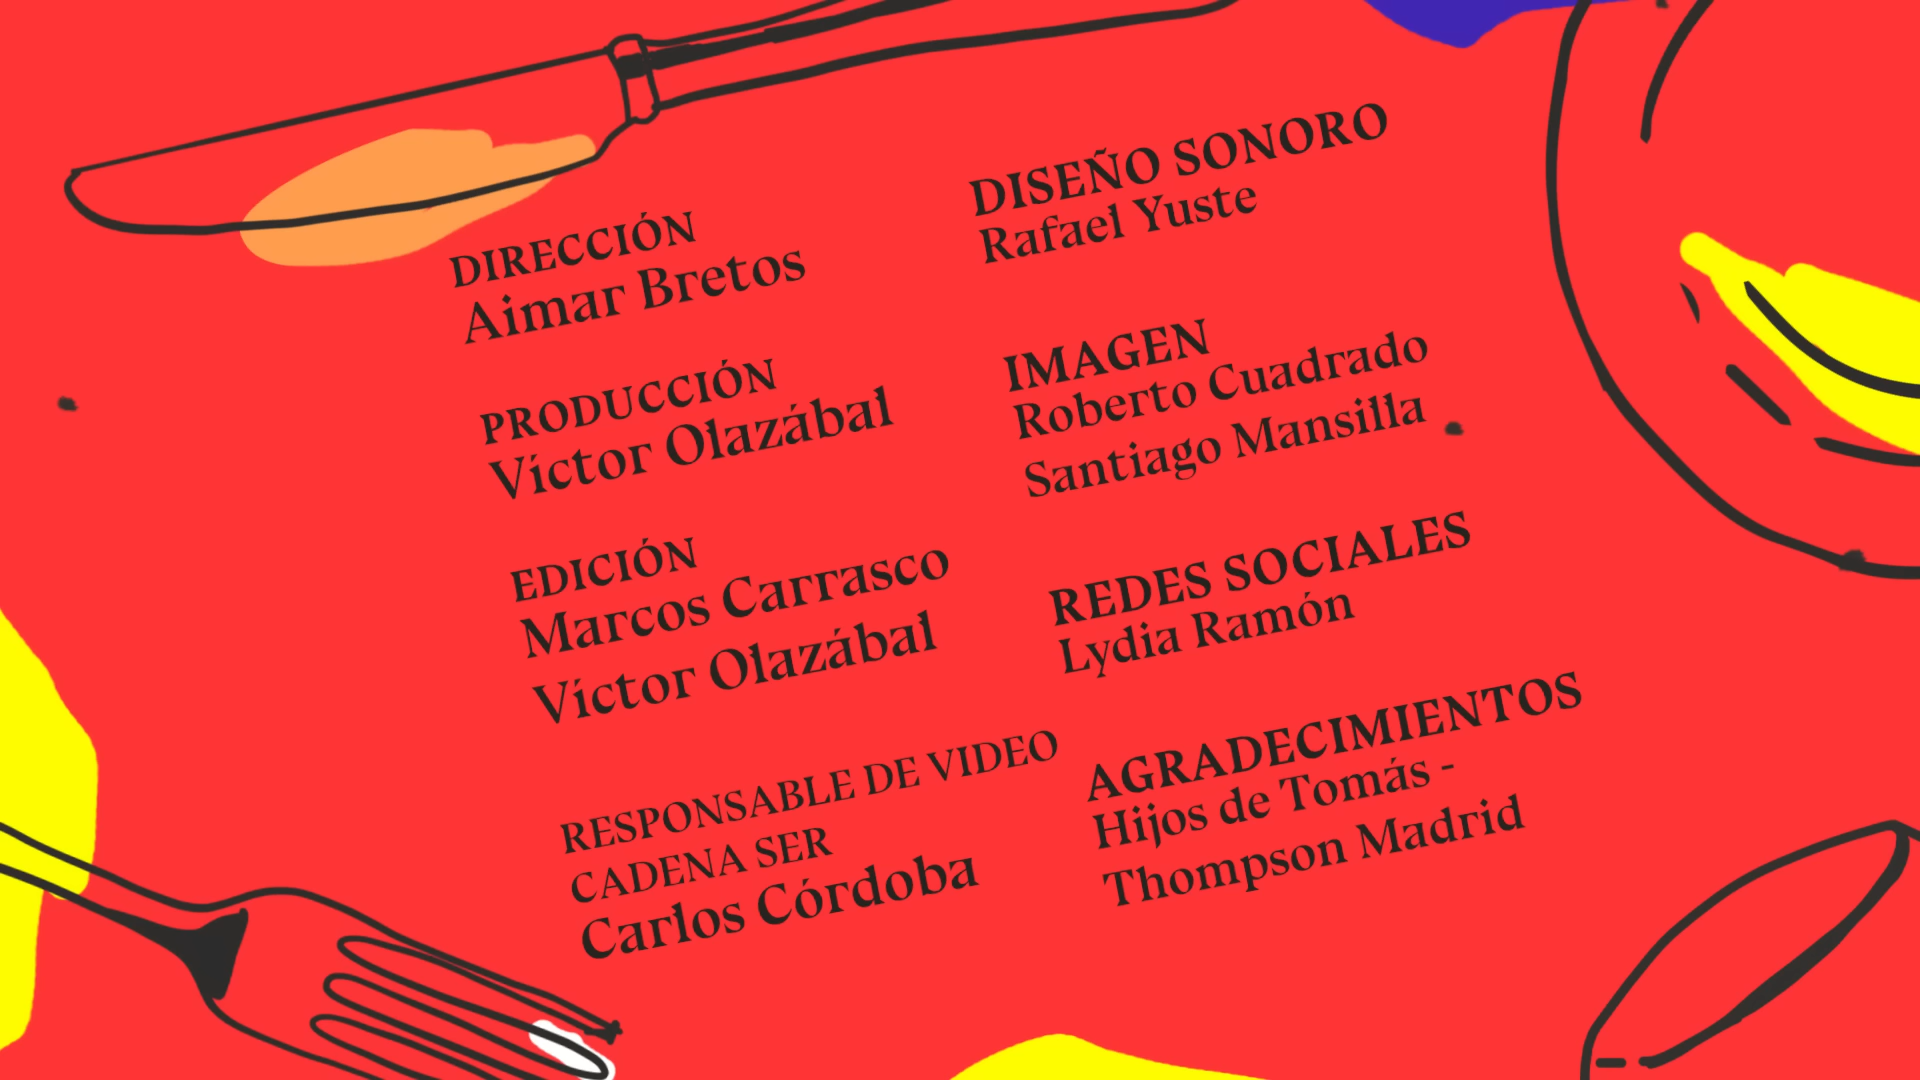 DIRECCIÓN
Aimar Bretos
PRODUCCIÓN
Víctor Olazábal
EDICIÓN
Marcos Carrasco
Víctor Olazábal
RESPONSABLE DE VIDEO
CADENA SER
Carlos Córdoba
DISEÑO SONORO
Rafael Yuste
IMAGEN
Roberto Cuadrado
Santiago Mansilla
REDES SOCIALES
Lydia Ramón
AGRADECIMIENTOS
Hijos de Tomás -
Thompson Madrid